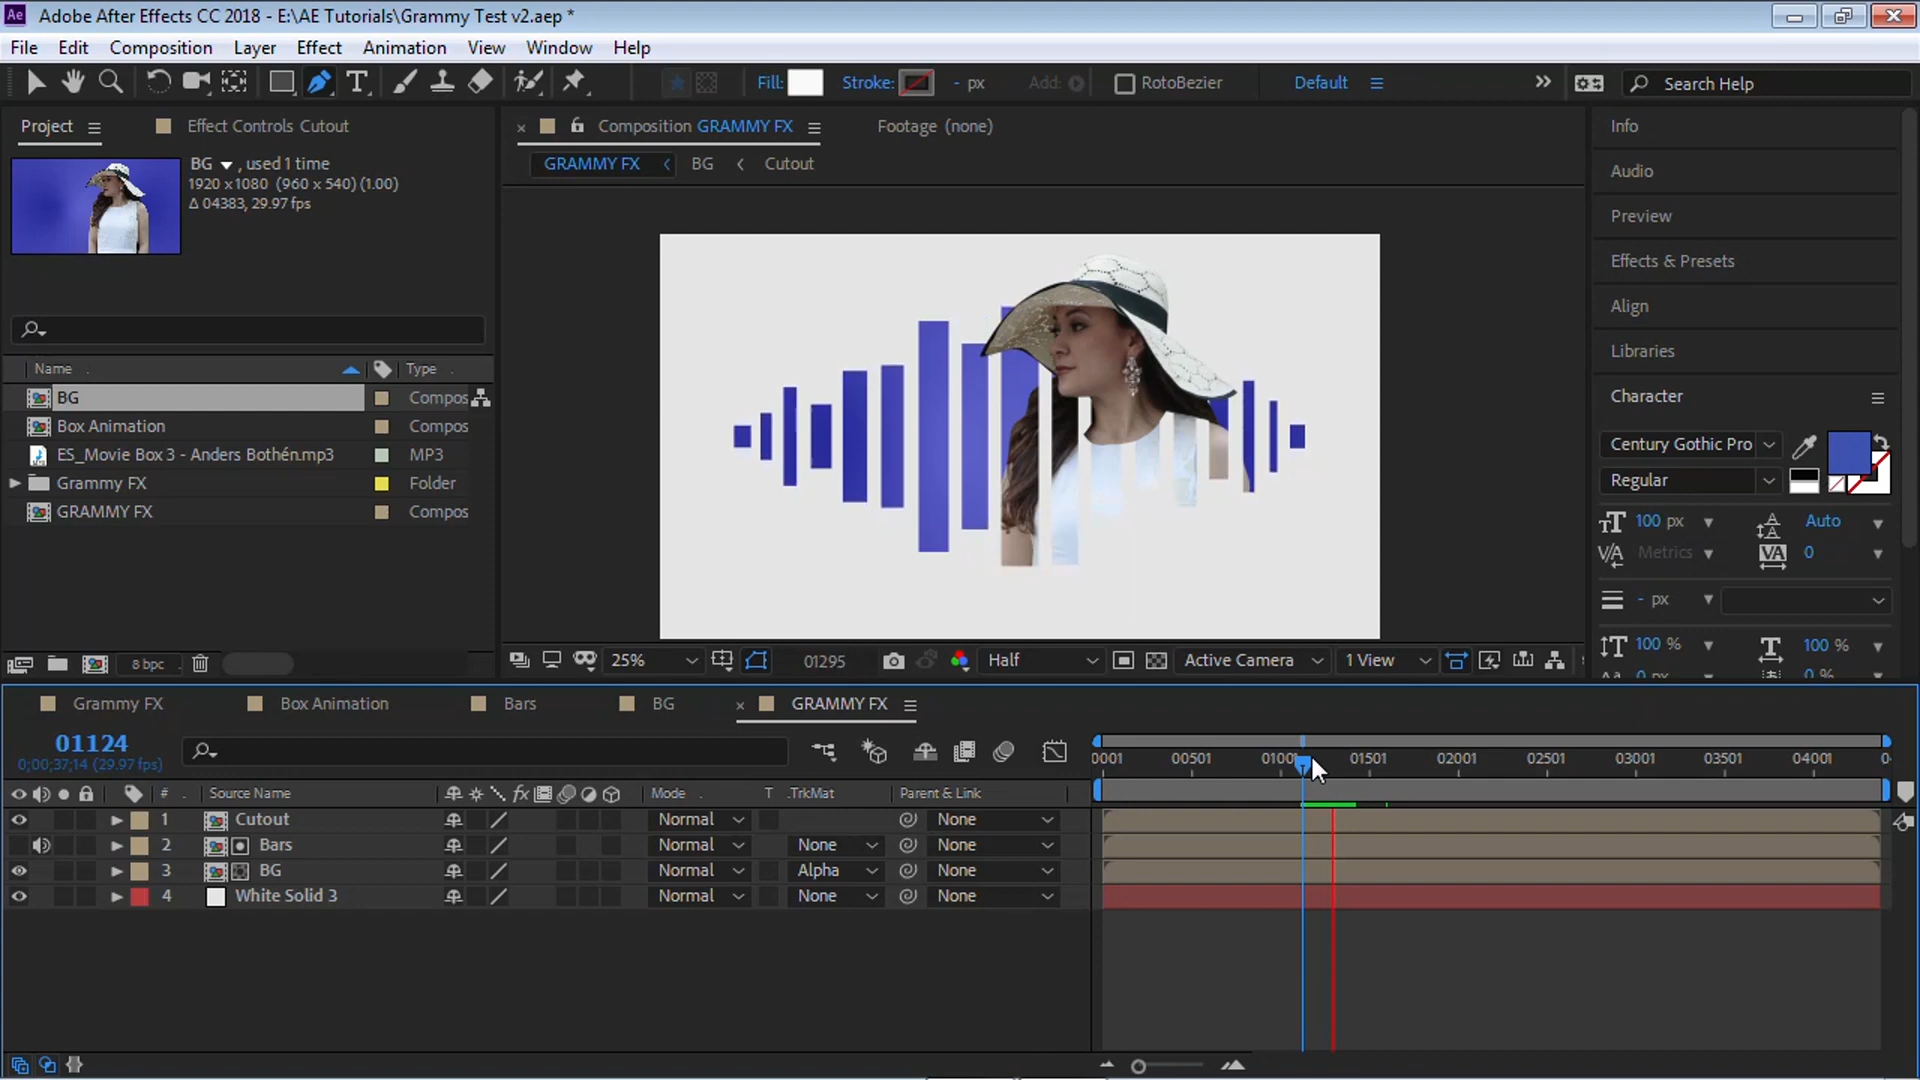 Ae Adobe After Effects CC 2018 - E:\AE Tutorials\Grammy Test v2.aep *
File Edit Composition Layer Effect Animation View Window Help
T Fill: Stroke: - px Add: RotoBezier Default Search Help
Project Effect Controls Cutout
BG , used 1 time
1920 x1080 (960 x 540) (1.00)
Δ 04383, 29.97 fps
Name Type
BG Compos
Box Animation Compos
ES_Movie Box 3 - Anders Bothén.mp3 MP3
Grammy FX Folder
GRAMMY FX Compos
8 bpc
Composition GRAMMY FX Footage (none)
GRAMMY FX BG Cutout
25% 01295 Half Active Camera 1 View
Info
Audio
Preview
Effects & Presets
Align
Libraries
Character
Century Gothic Pro
Regular
100 px Auto
Metrics 0
- px
100 % 100 %
0 px 0 %
Grammy FX Box Animation Bars BG GRAMMY FX
01124
0;00;37;14 (29.97 fps)
0001 00501 01001 01501 02001 02501 03001 03501 04001 0
# Source Name fx Mode T .TrkMat Parent & Link
1 Cutout Normal None
2 Bars Normal None None
3 BG Normal Alpha None
4 White Solid 3 Normal None None